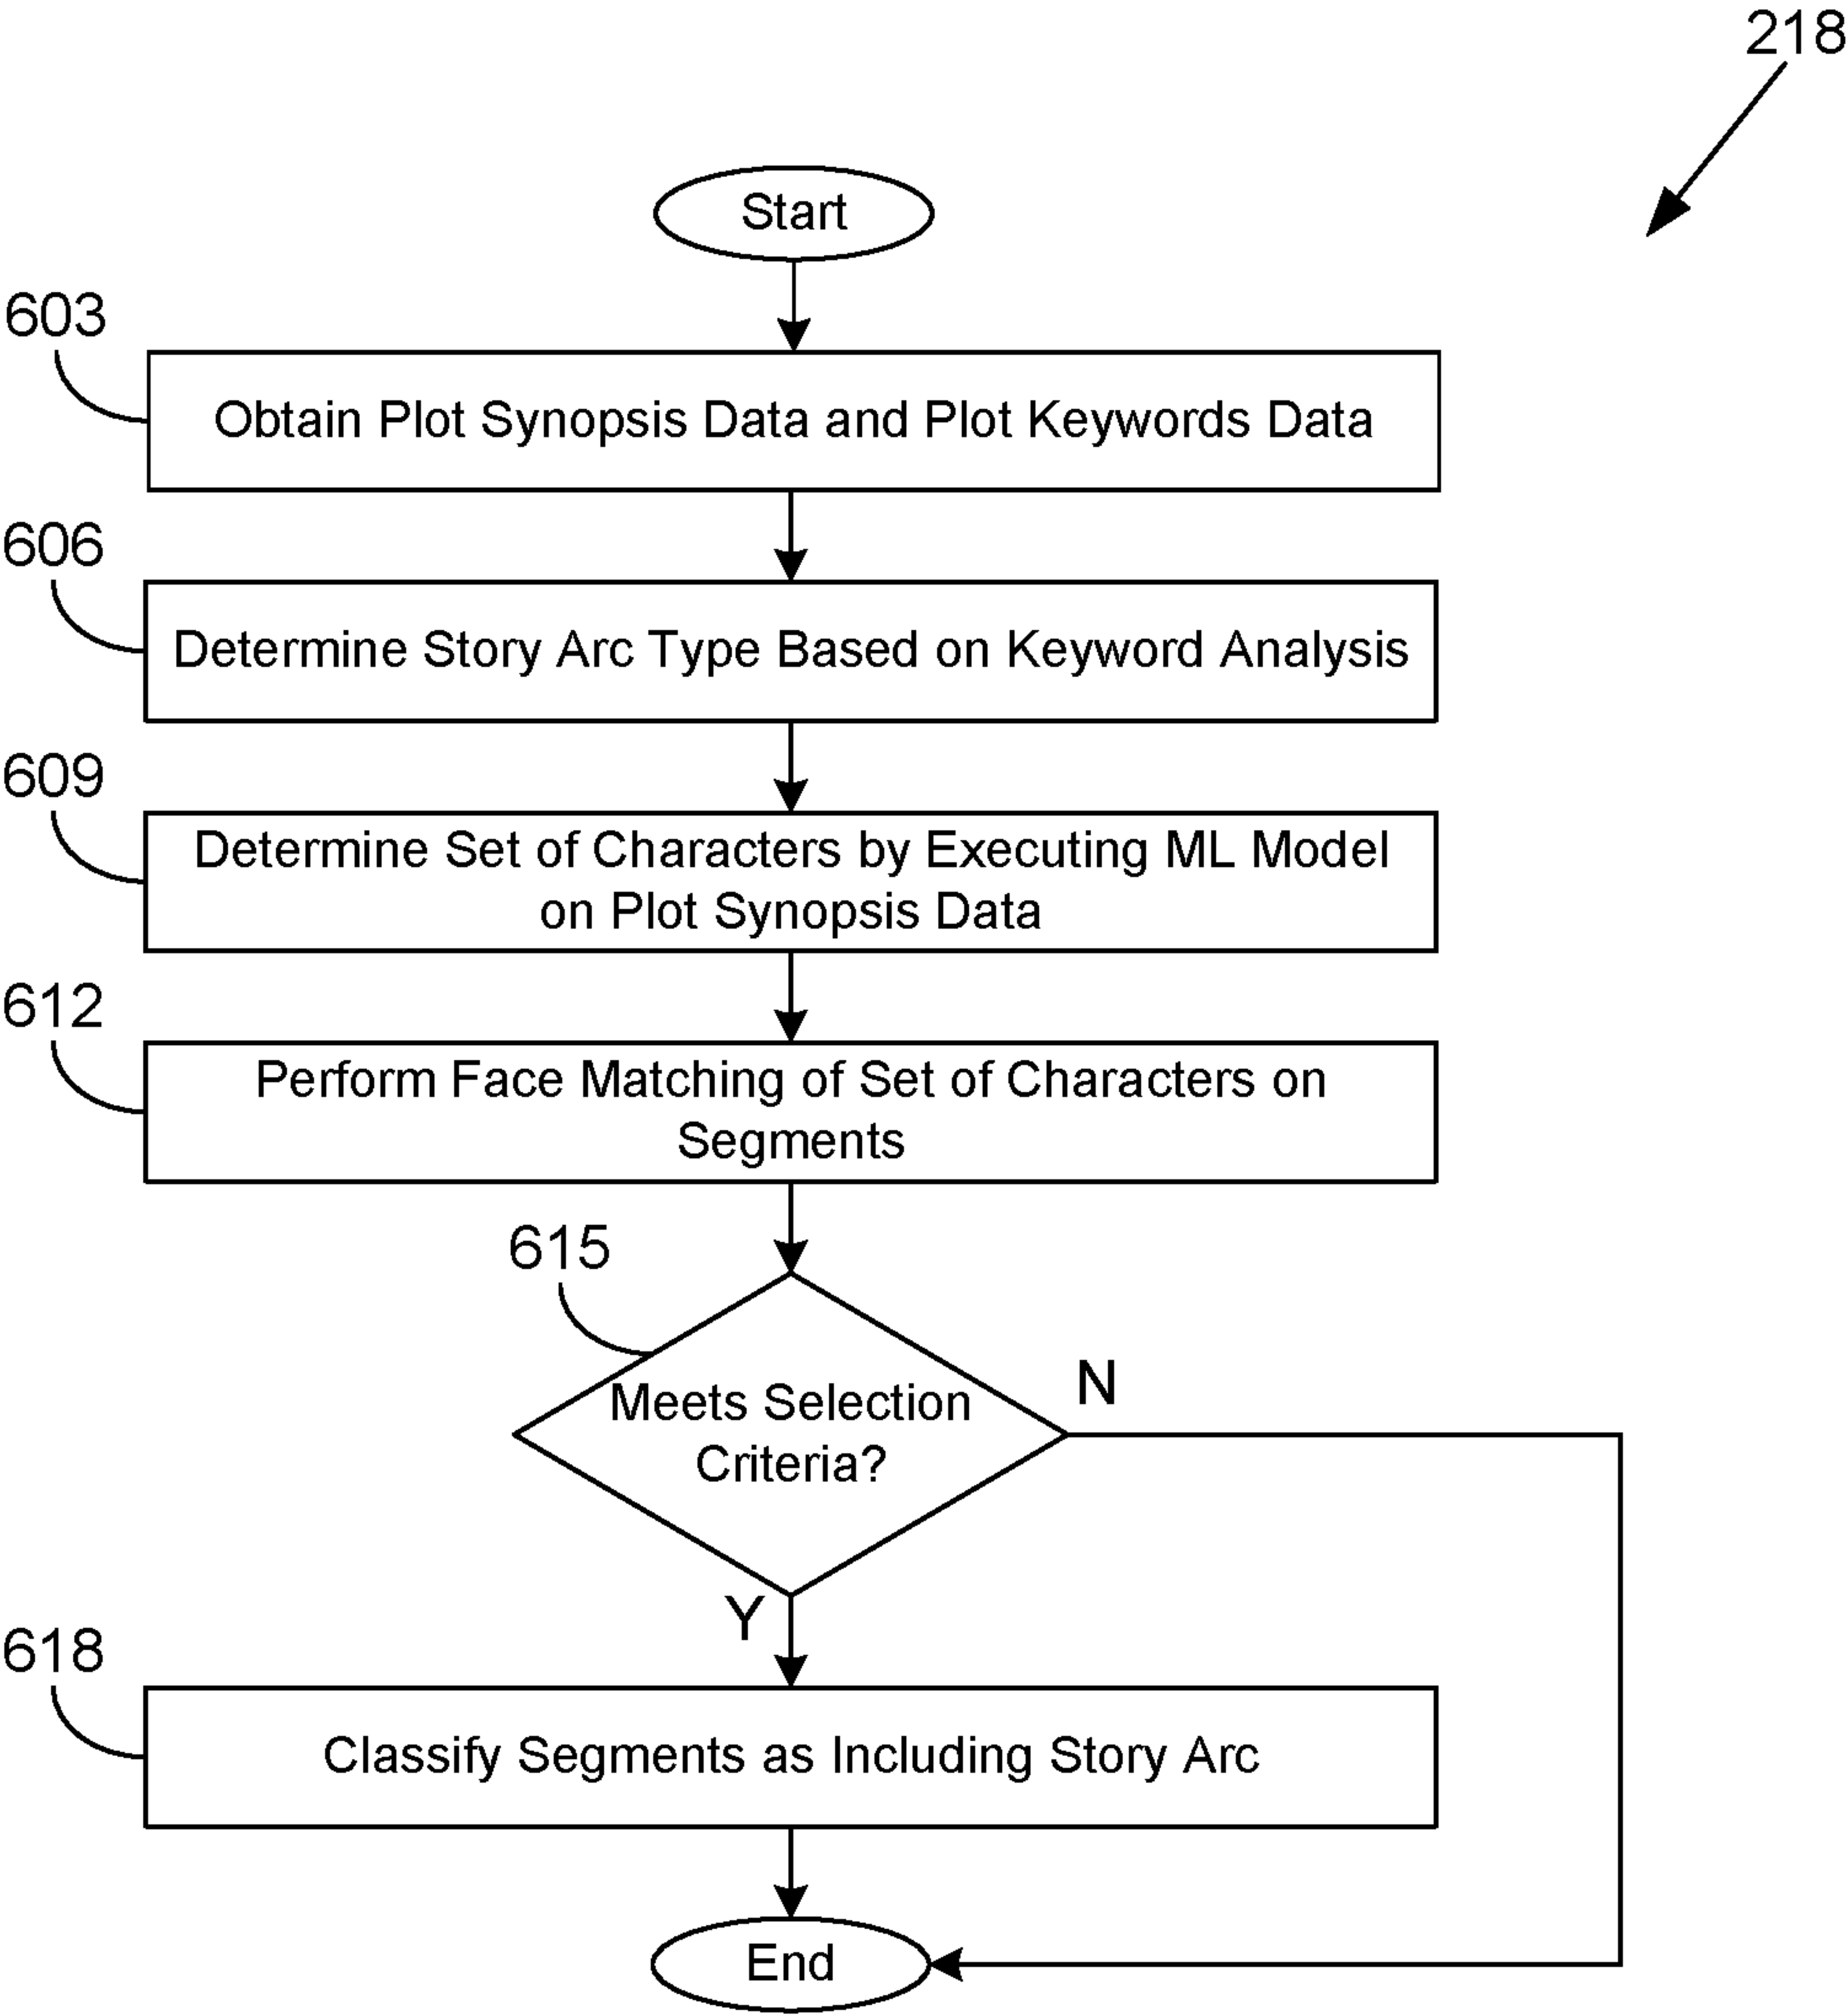 218
Start
603
Obtain Plot Synopsis Data and Plot Keywords Data
606
Determine Story Arc Type Based on Keyword Analysis
609
Determine Set of Characters by Executing ML Model
on Plot Synopsis Data
612
Perform Face Matching of Set of Characters on
Segments
615
Meets Selection
Criteria?
N
Y
618
Classify Segments as Including Story Arc
End